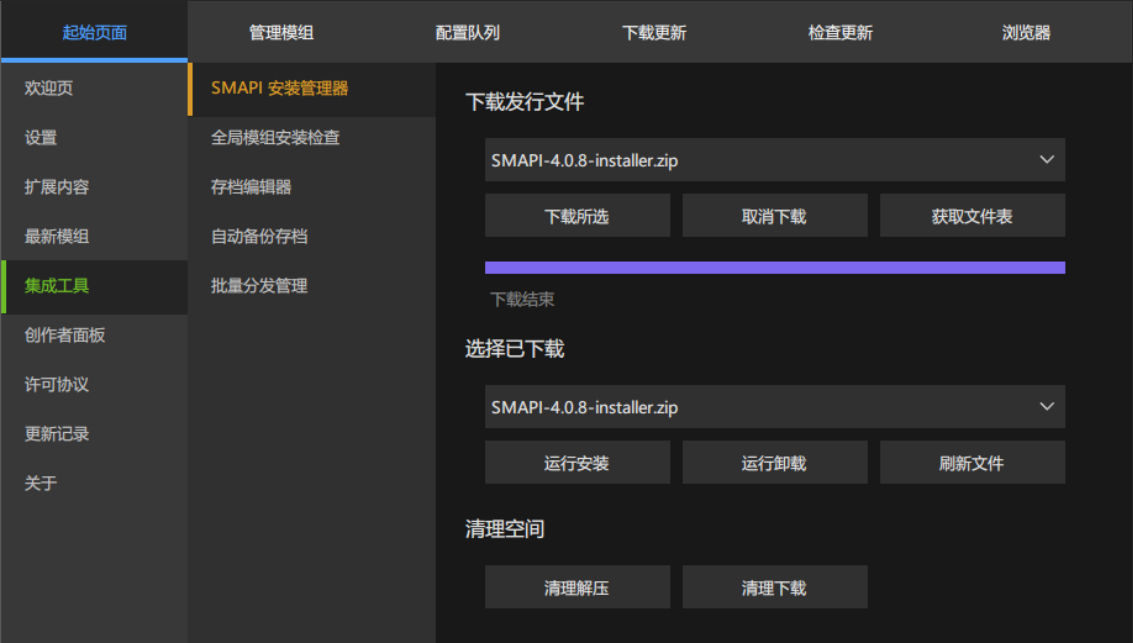 起始页面
管理模组
配置队列
下载更新
检查更新
浏览器
欢迎页
设置
扩展内容
最新模组
集成工具
创作者面板
许可协议
更新记录
关于
SMAPI 安装管理器
全局模组安装检查
存档编辑器
自动备份存档
批量分发管理
下载发行文件
SMAPI-4.0.8-installer.zip
下载所选
取消下载
获取文件表
下载结束
选择已下载
SMAPI-4.0.8-installer.zip
运行安装
运行卸载
刷新文件
清理空间
清理解压
清理下载